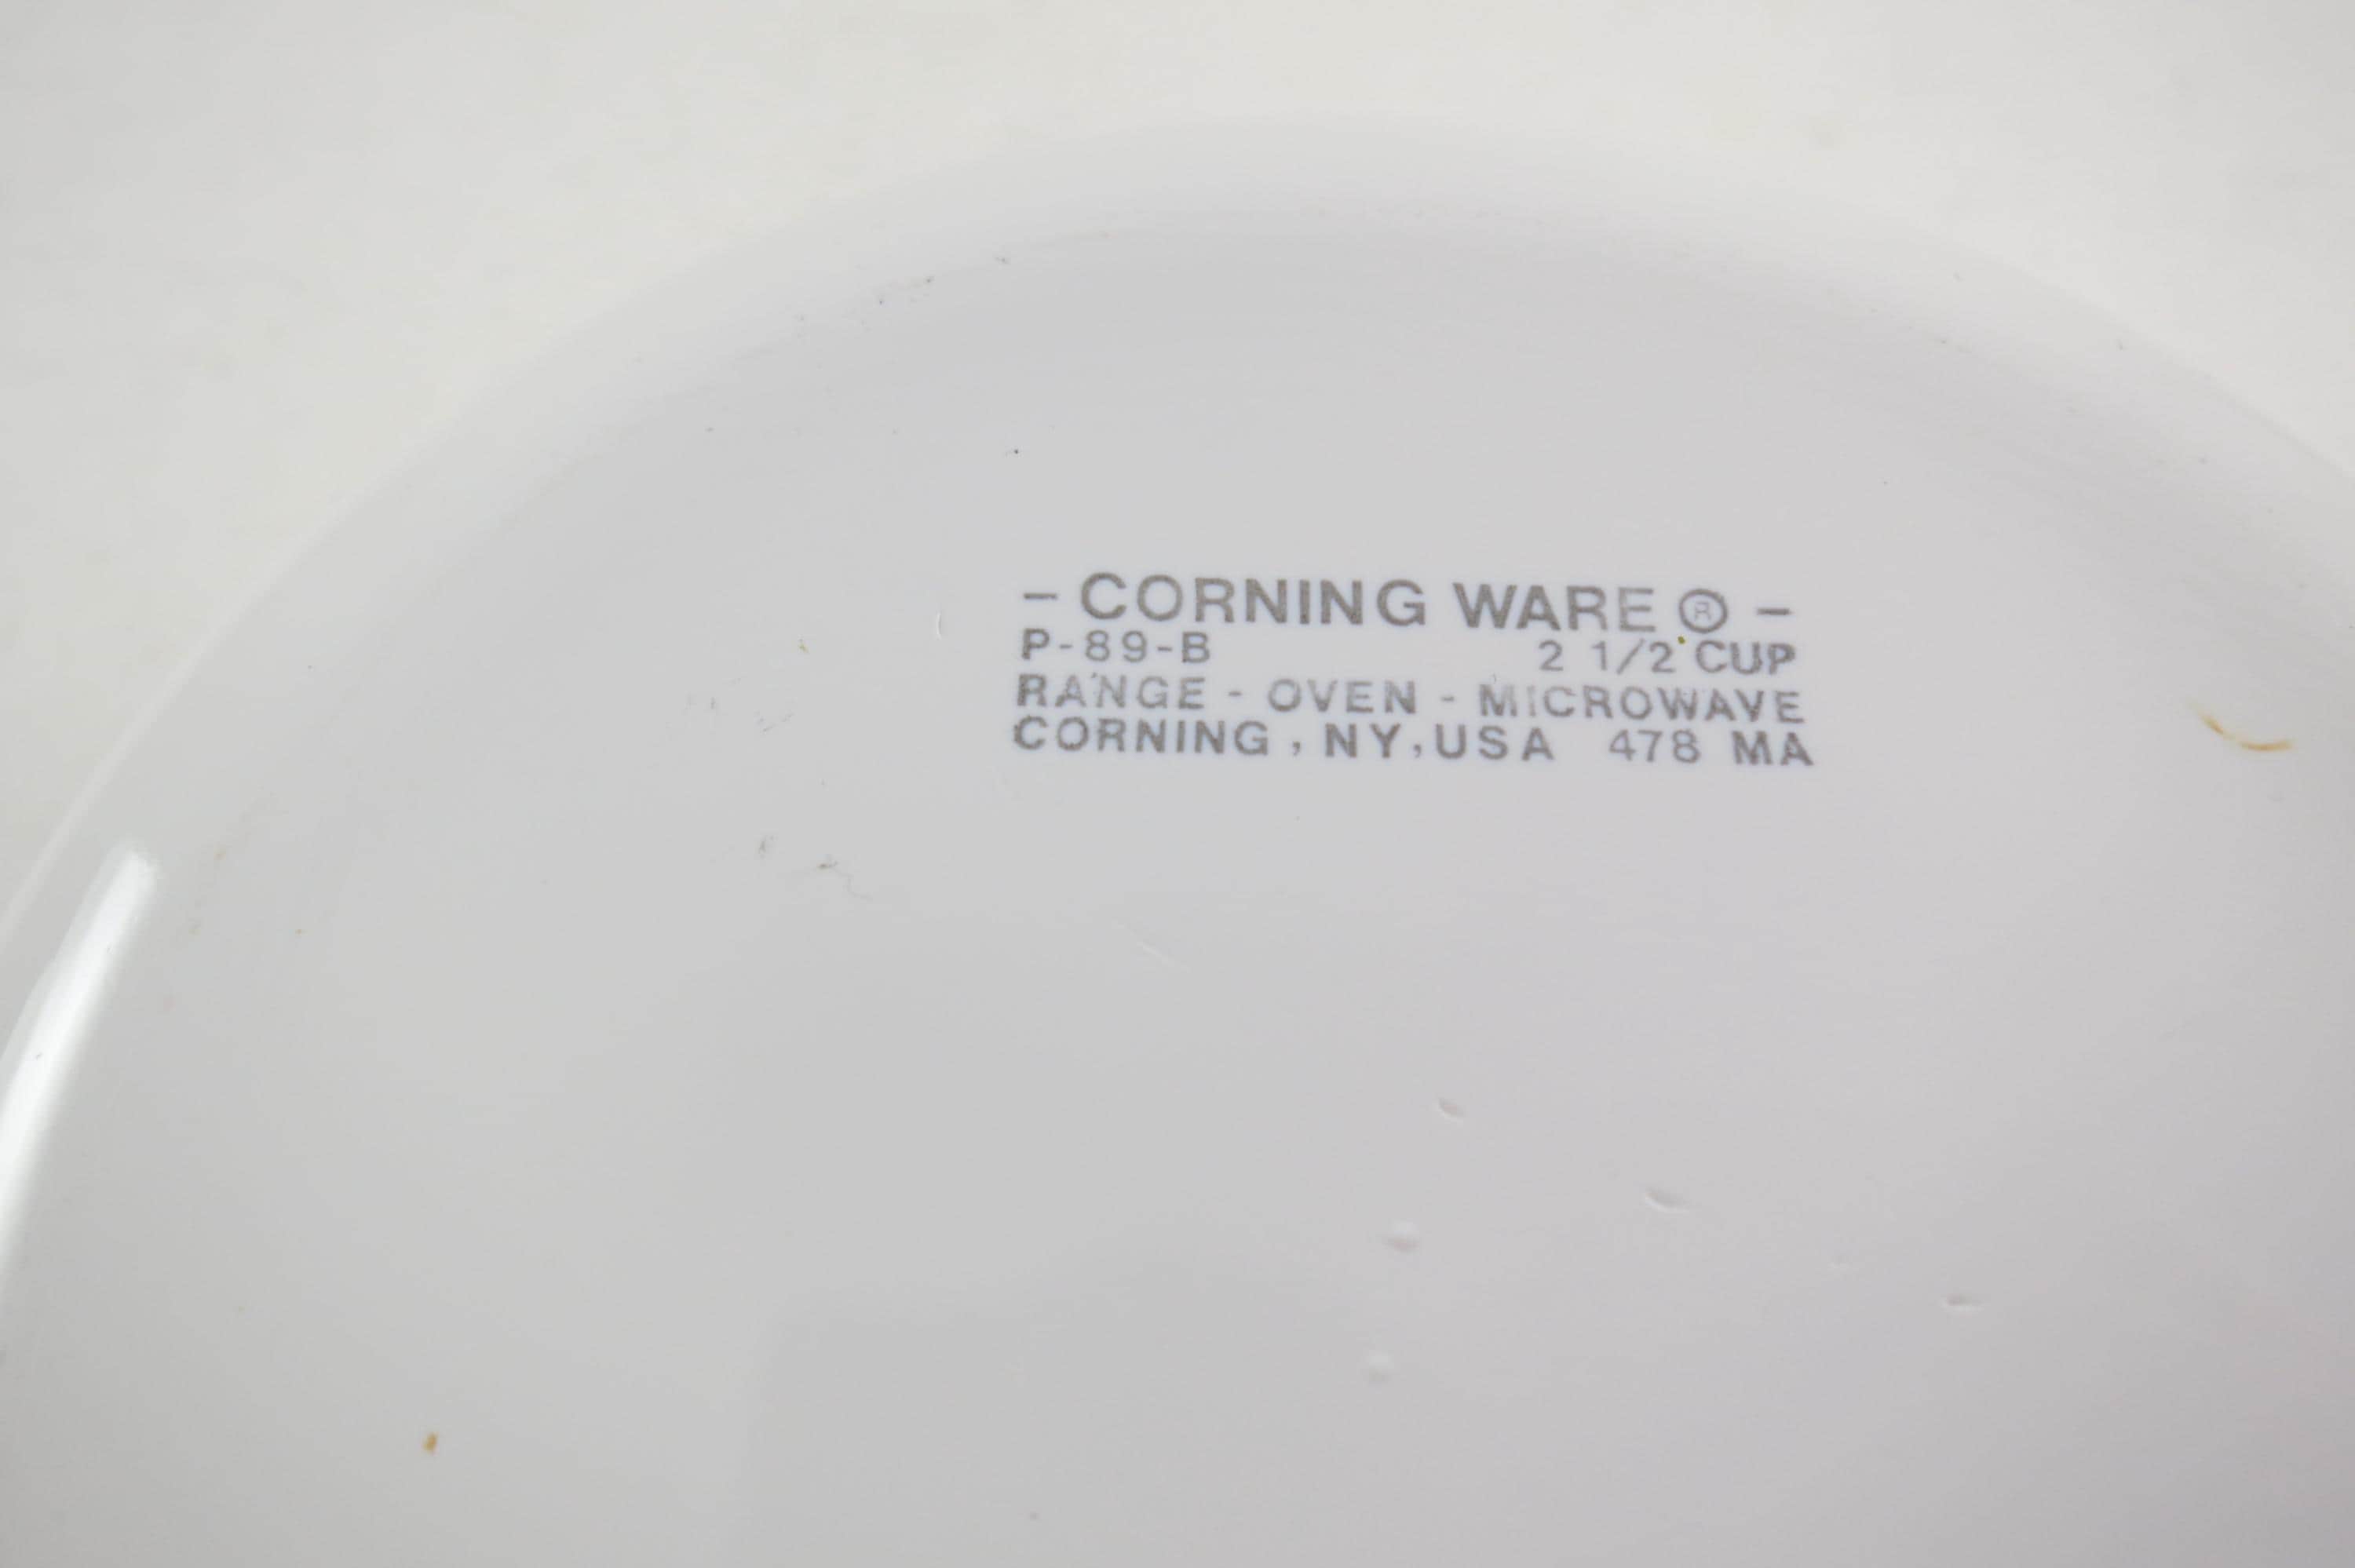 - CORNING WARE ® -
P-89-B 2 1/2 CUP
RANGE - OVEN - MICROWAVE
CORNING, NY, USA 478 MA